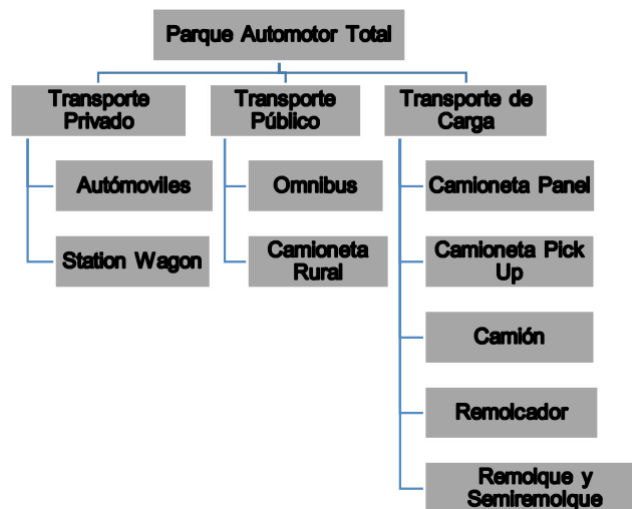 Parque Automotor Total
Transporte
Privado
Autómoviles
Station Wagon
Transporte
Público
Omnibus
Camioneta
Rural
Transporte de
Carga
Camioneta Panel
Camioneta Pick
Up
Camión
Remolcador
Remolque y
Semiremolque